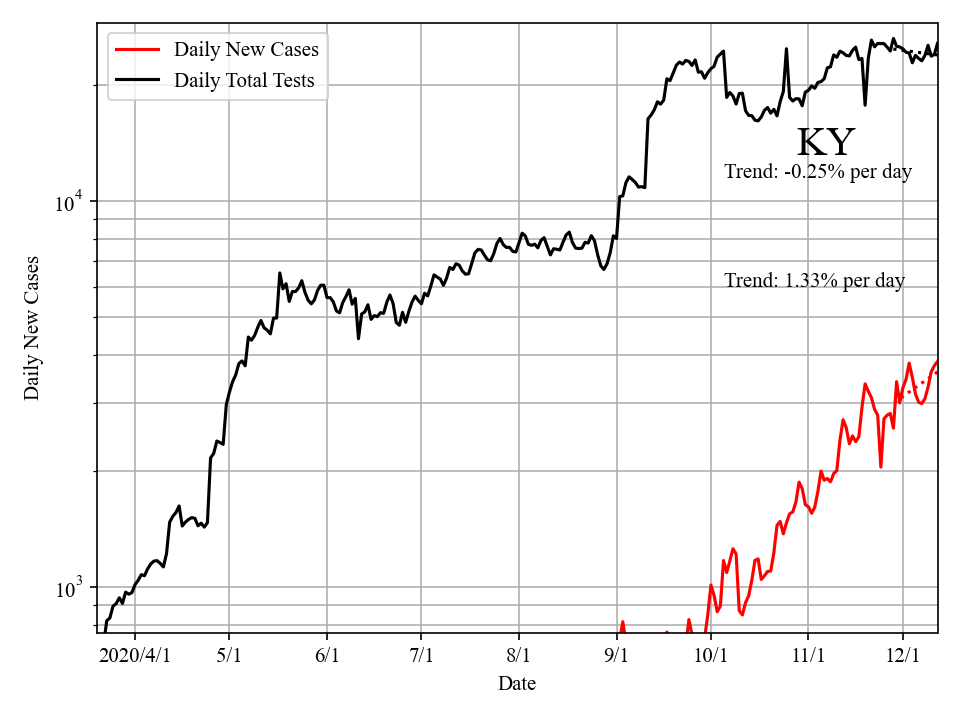 Daily New Cases
Daily Total Tests
KY
Trend: -0.25% per day
Trend: 1.33% per day
10^4
10^3
Daily New Cases
2020/4/1 5/1 6/1 7/1 8/1 9/1 10/1 11/1 12/1
Date